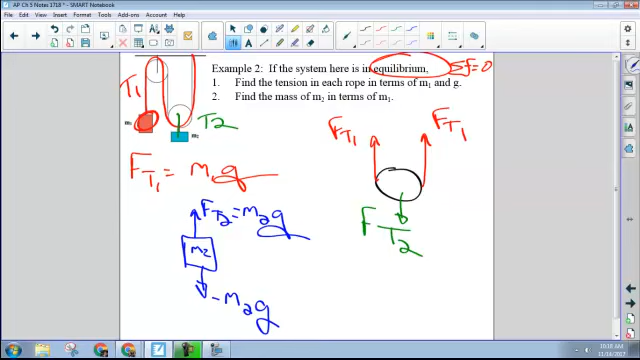 AP Ch 5 Notes 1718 * - SMART Notebook
File Edit View Insert Format Tools Add-ons Account Help
Example 2: If the system here is in equilibrium, ΣF=0
1. Find the tension in each rope in terms of m₁ and g.
2. Find the mass of m₂ in terms of m₁.
T1
m₁
T2
m₂
FT1 FT1
FT1 = m1g
FT2 = m2g
m2
FT2
-m2g
10:18 AM
11/14/2017